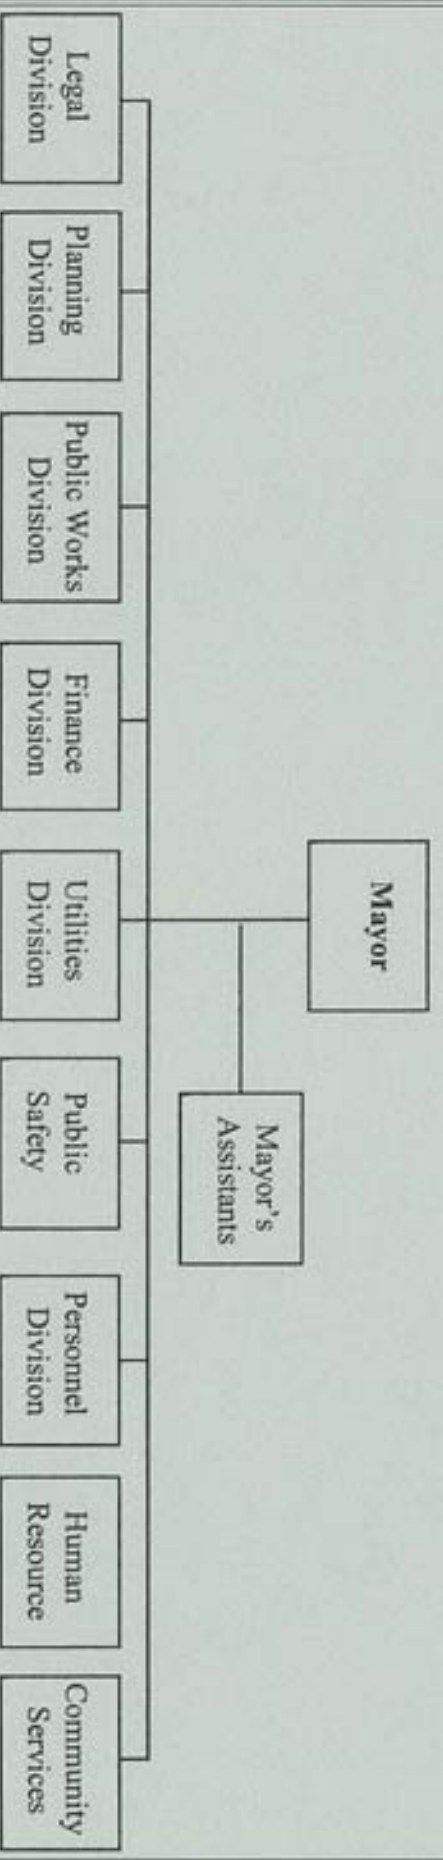 Mayor
Mayor's
Assistants
Legal
Division
Planning
Division
Public Works
Division
Finance
Division
Utilities
Division
Public
Safety
Personnel
Division
Human
Resource
Community
Services